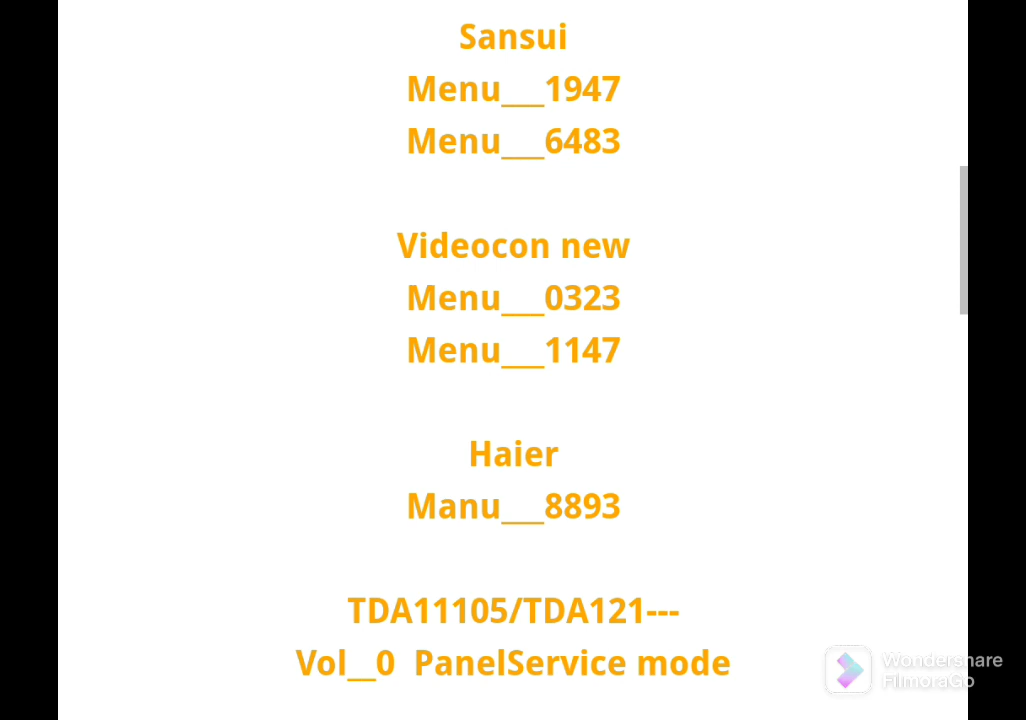 Sansui
Menu___1947
Menu___6483
Videocon new
Menu___0323
Menu___1147
Haier
Manu___8893
TDA11105/TDA121---
Vol__0  PanelService mode
Wondershare
FilmoraGo